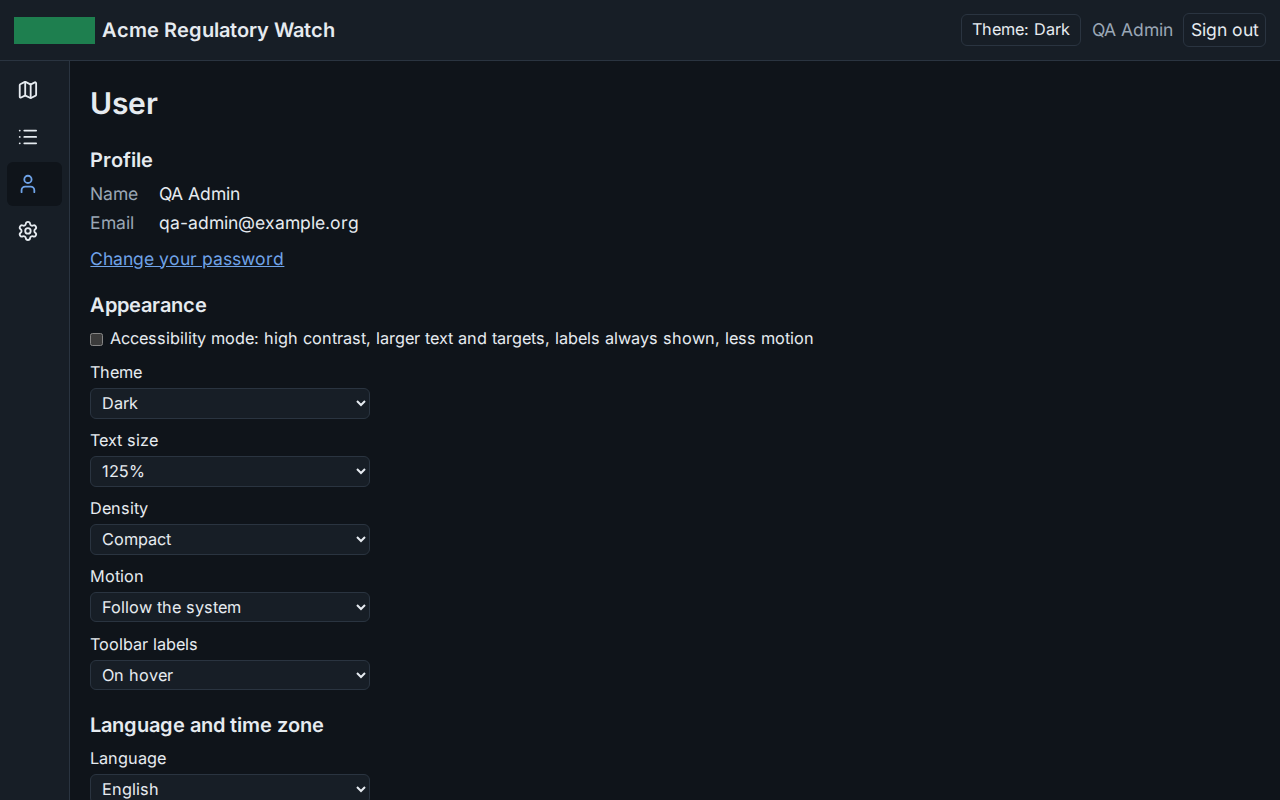 Acme Regulatory Watch
Theme: Dark
QA Admin
Sign out
User
Profile
Name QA Admin
Email qa-admin@example.org
Change your password
Appearance
Accessibility mode: high contrast, larger text and targets, labels always shown, less motion
Theme
Dark
Text size
125%
Density
Compact
Motion
Follow the system
Toolbar labels
On hover
Language and time zone
Language
English